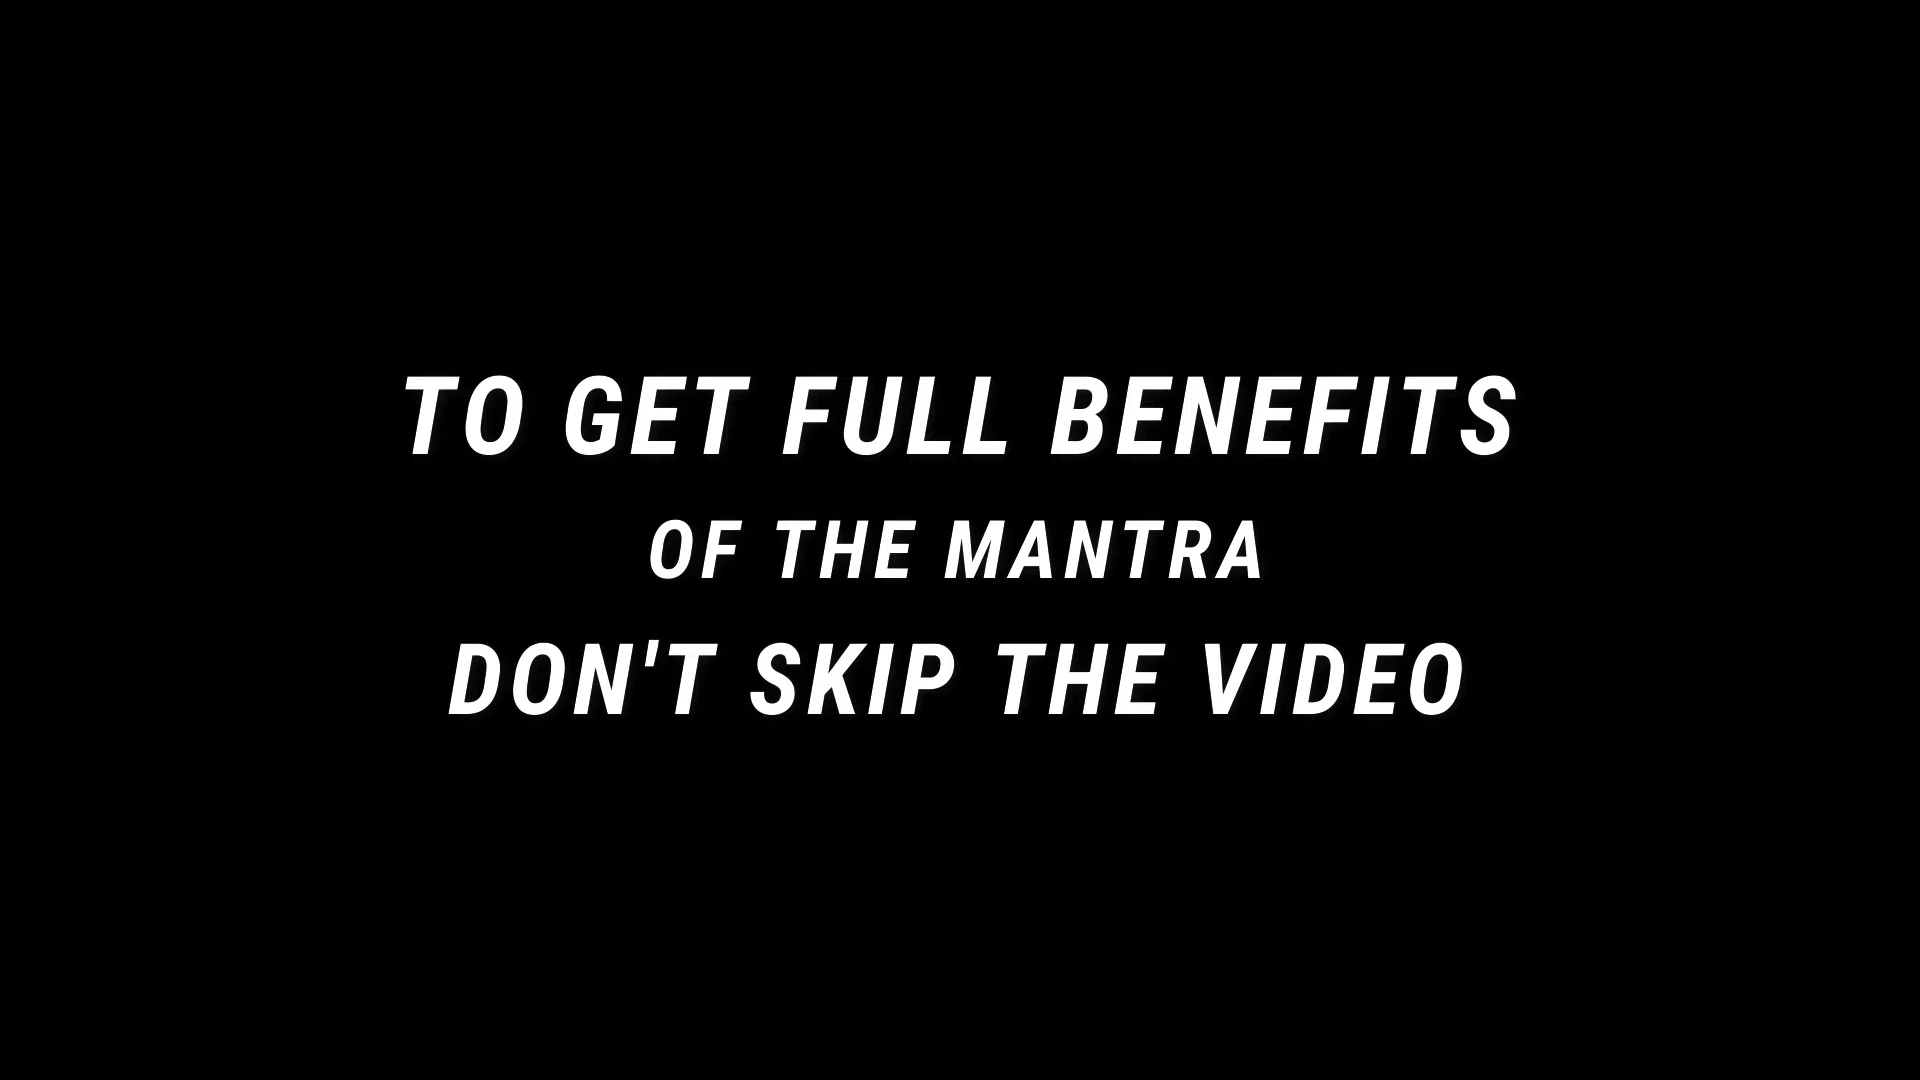 TO GET FULL BENEFITS
OF THE MANTRA
DON'T SKIP THE VIDEO